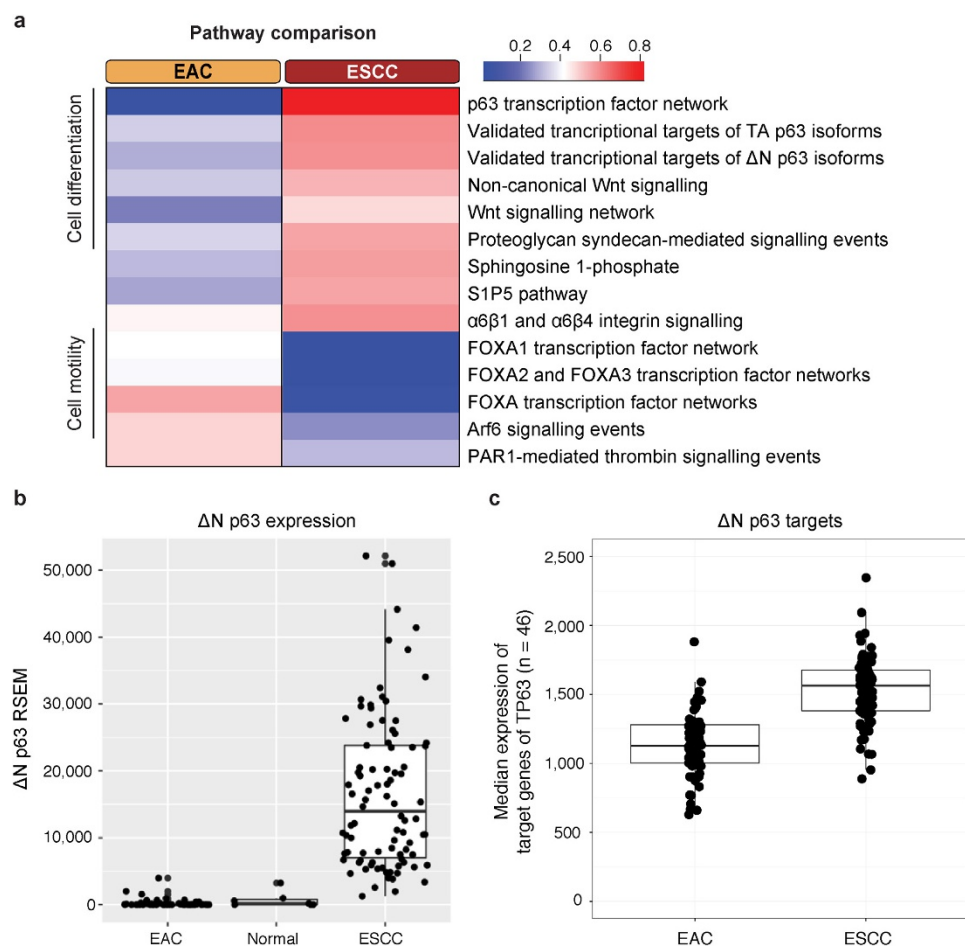 a
Pathway comparison
EAC
ESCC
0.2 0.4 0.6 0.8
Cell differentiation
Cell motility
p63 transcription factor network
Validated trancriptional targets of TA p63 isoforms
Validated trancriptional targets of ΔN p63 isoforms
Non-canonical Wnt signalling
Wnt signalling network
Proteoglycan syndecan-mediated signalling events
Sphingosine 1-phosphate
S1P5 pathway
α6β1 and α6β4 integrin signalling
FOXA1 transcription factor network
FOXA2 and FOXA3 transcription factor networks
FOXA transcription factor networks
Arf6 signalling events
PAR1-mediated thrombin signalling events
b
ΔN p63 expression
ΔN p63 RSEM
50,000
40,000
30,000
20,000
10,000
0
EAC Normal ESCC
c
ΔN p63 targets
Median expression of
target genes of TP63 (n = 46)
2,500
2,000
1,500
1,000
500
0
EAC ESCC